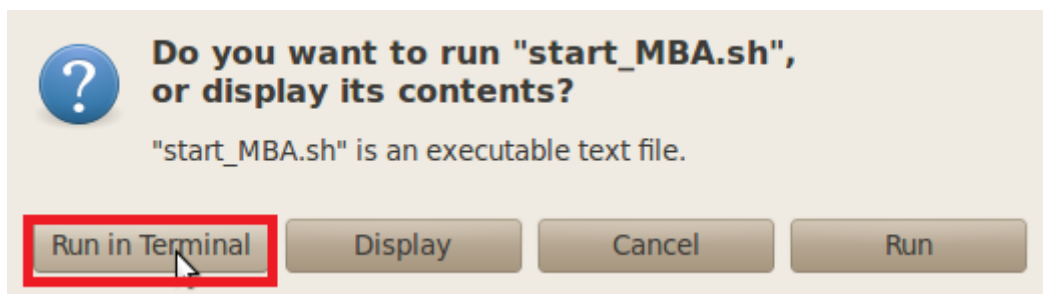 Do you want to run "start_MBA.sh",
or display its contents?
"start_MBA.sh" is an executable text file.
Run in Terminal Display Cancel Run